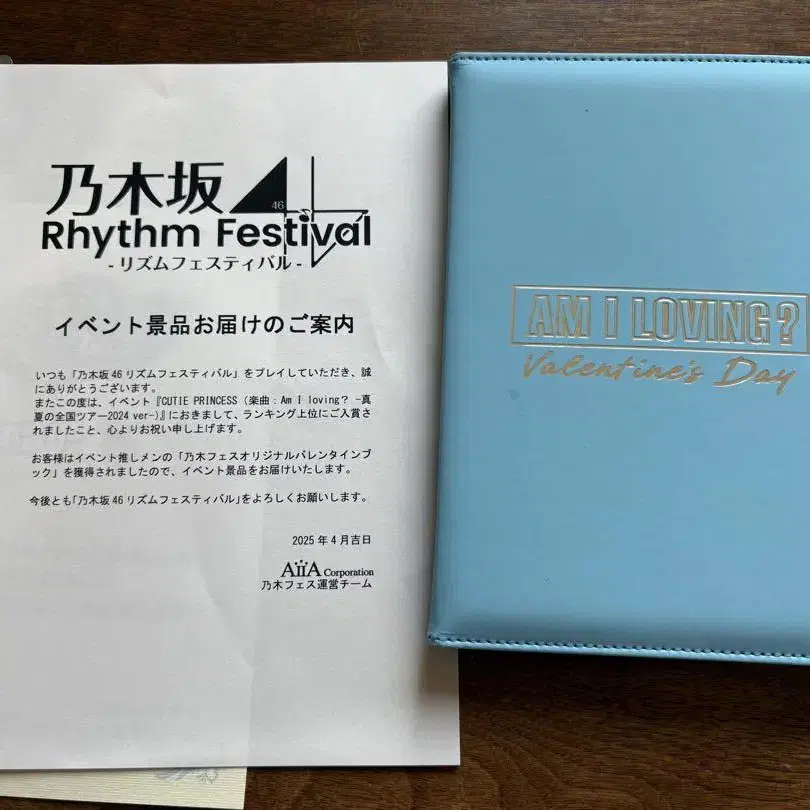 乃木坂46
Rhythm Festival
-リズムフェスティバル-
イベント景品お届けのご案内
いつも「乃木坂46リズムフェスティバル」をプレイしていただき、誠
にありがとうございます。
またこの度は、イベント『CUTIE PRINCESS（楽曲：Am I loving? -真
夏の全国ツアー2024 ver-）』におきまして、ランキング上位にご入賞さ
れましたこと、心よりお祝い申し上げます。
お客様はイベント推しメンの「乃木フェスオリジナルバレンタインブ
ック」を獲得されましたので、イベント景品をお届けいたします。
今後とも「乃木坂46リズムフェスティバル」をよろしくお願いします。
2025年4月吉日
AiiA Corporation
乃木フェス運営チーム
AM I LOVING?
Valentine's Day